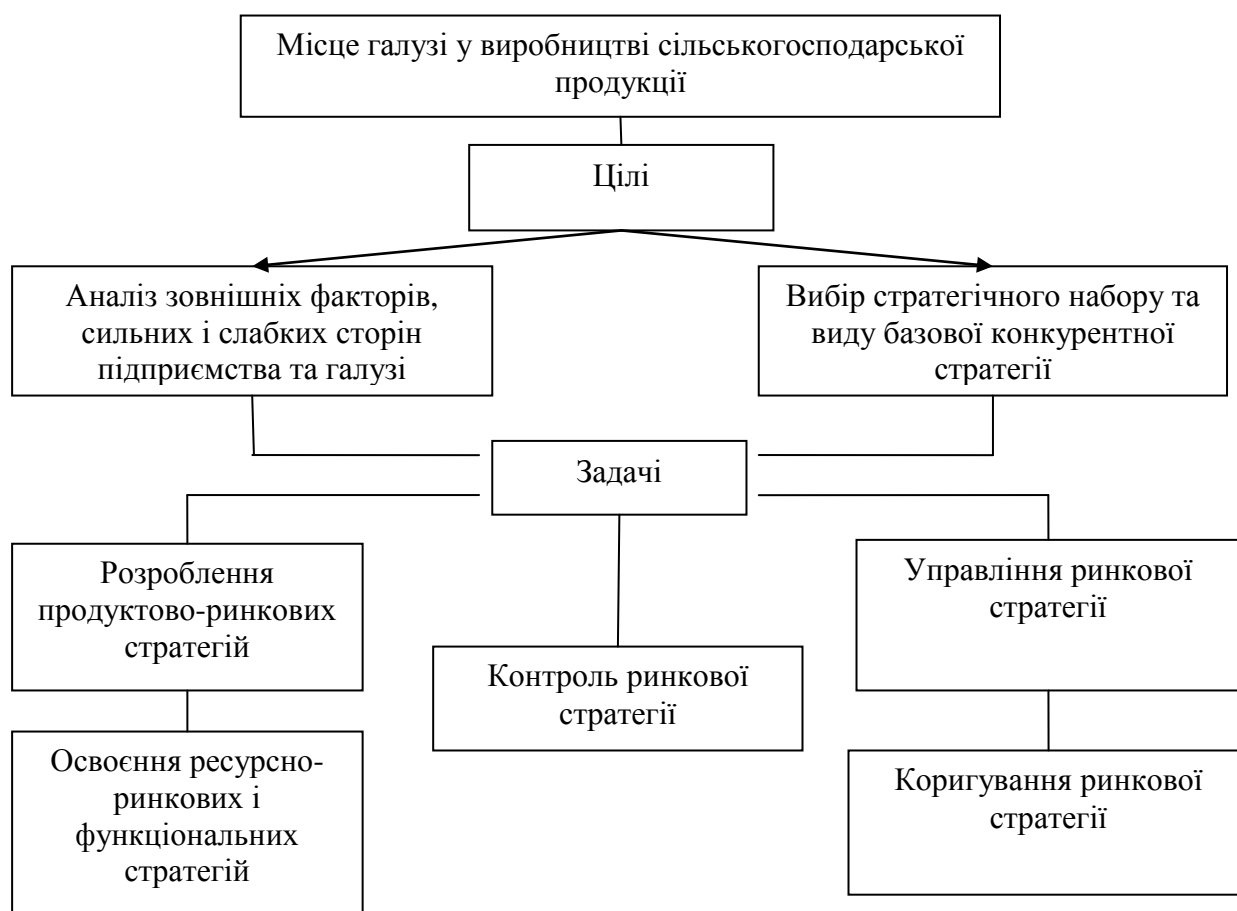 Місце галузі у виробництві сільськогосподарської
продукції
Цілі
Аналіз зовнішніх факторів,
сильних і слабких сторін
підприємства та галузі
Вибір стратегічного набору та
виду базової конкурентної
стратегії
Задачі
Розроблення
продуктово-ринкових
стратегій
Управління ринкової
стратегії
Контроль ринкової
стратегії
Освоєння ресурсно-
ринкових і
функціональних
стратегій
Коригування ринкової
стратегії